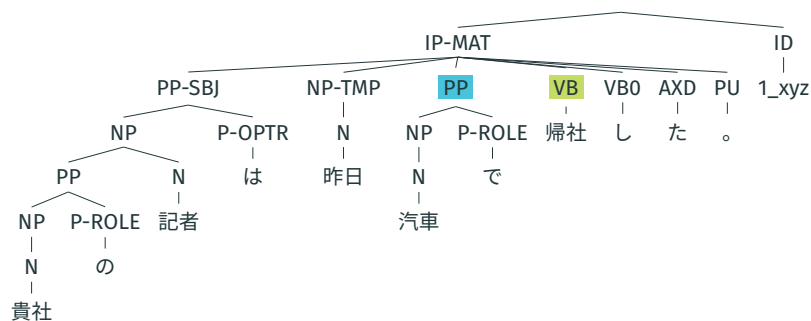 IP-MAT ID
PP-SBJ NP-TMP PP VB VB0 AXD PU 1_xyz
NP P-OPTR N NP P-ROLE 帰社 し た 。
PP N は 昨日 N で
NP P-ROLE 記者 汽車
N の
貴社